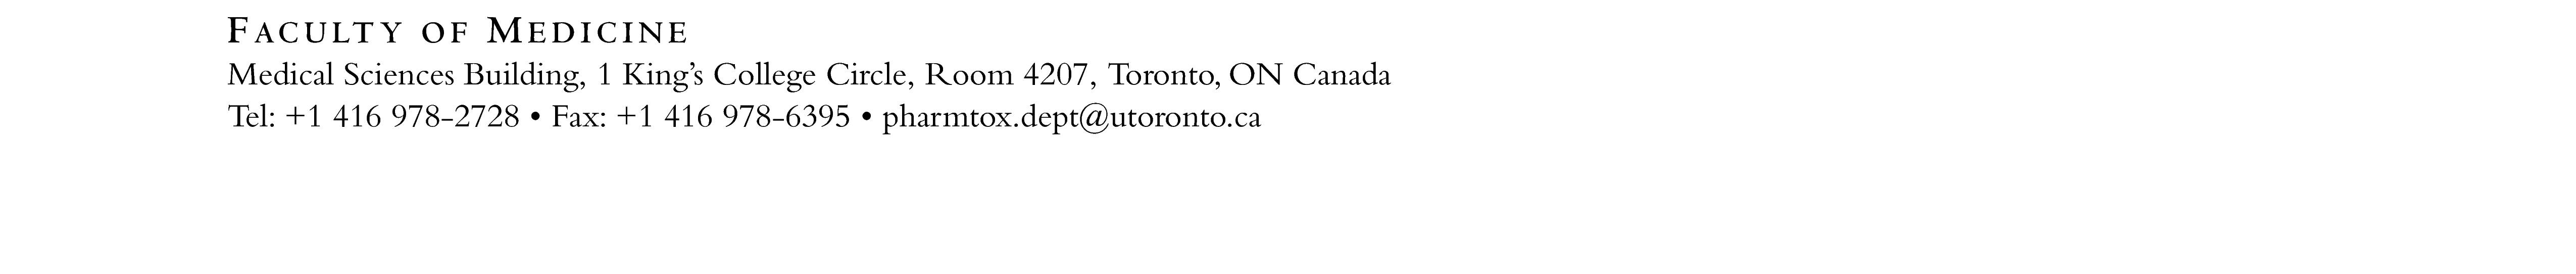 FACULTY OF MEDICINE
Medical Sciences Building, 1 King’s College Circle, Room 4207, Toronto, ON Canada
Tel: +1 416 978-2728 • Fax: +1 416 978-6395 • pharmtox.dept@utoronto.ca